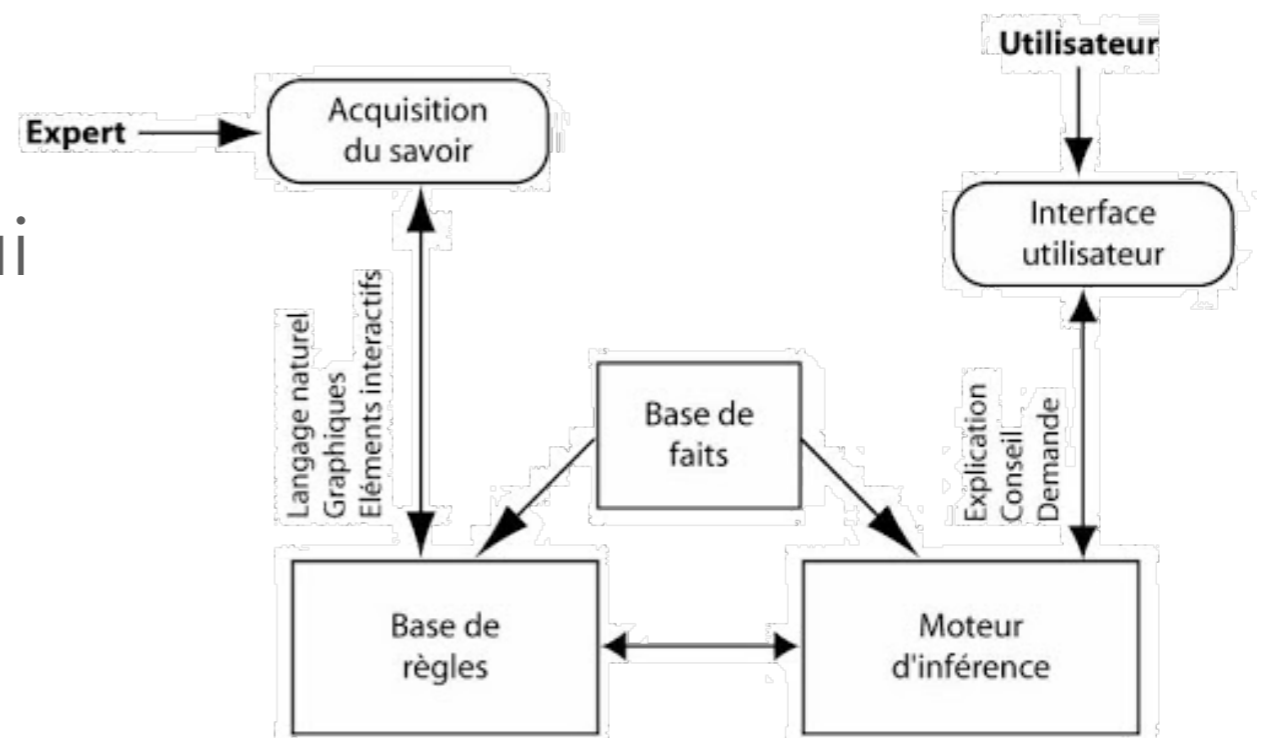 Utilisateur
Expert
Acquisition
du savoir
Interface
utilisateur
Langage naturel
Graphiques
Eléments interactifs
Base de
faits
Explication
Conseil
Demande
Base de
règles
Moteur
d'inférence